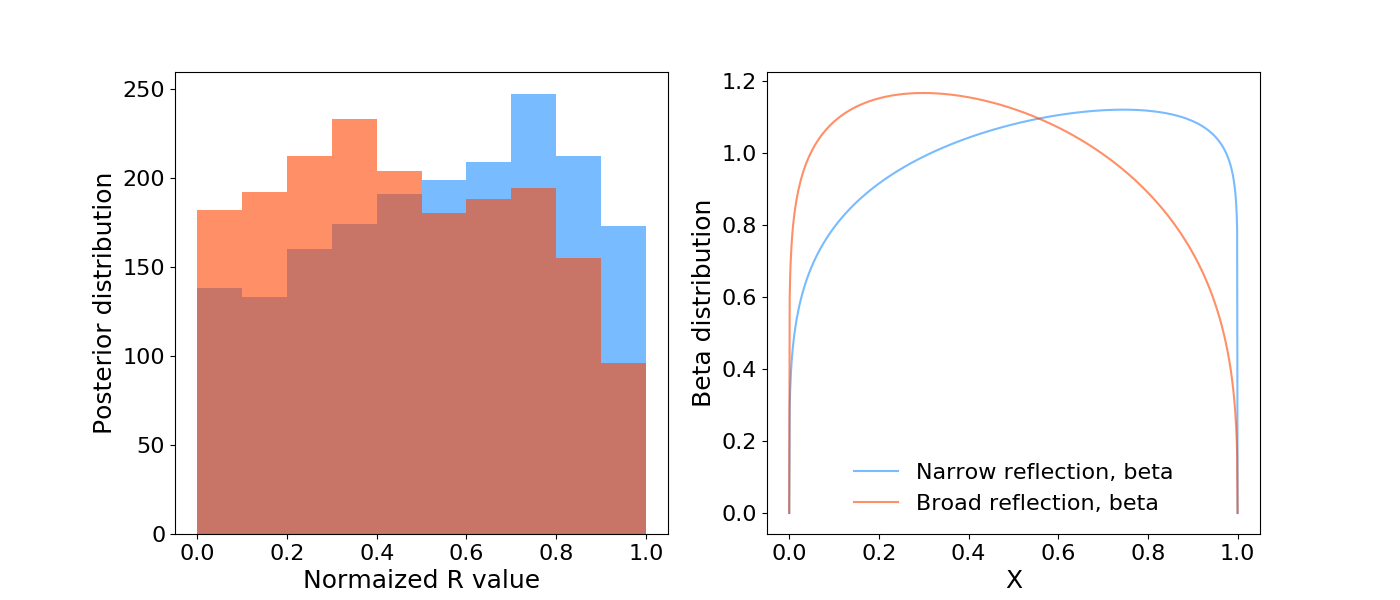 Posterior distribution
250
200
150
100
50
0
0.0 0.2 0.4 0.6 0.8 1.0
Normaized R value
Beta distribution
1.2
1.0
0.8
0.6
0.4
0.2
0.0
Narrow reflection, beta
Broad reflection, beta
0.0 0.2 0.4 0.6 0.8 1.0
X